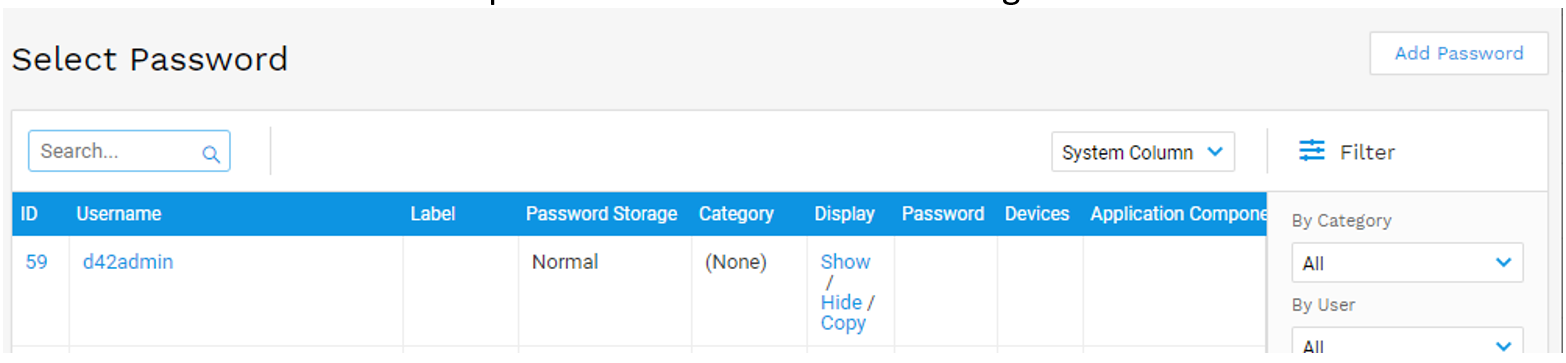 Select Password
Add Password
Search...
System Column
Filter
ID Username Label Password Storage Category Display Password Devices Application Compone
By Category
59 d42admin Normal (None) Show
/
Hide /
Copy
All
By User
All